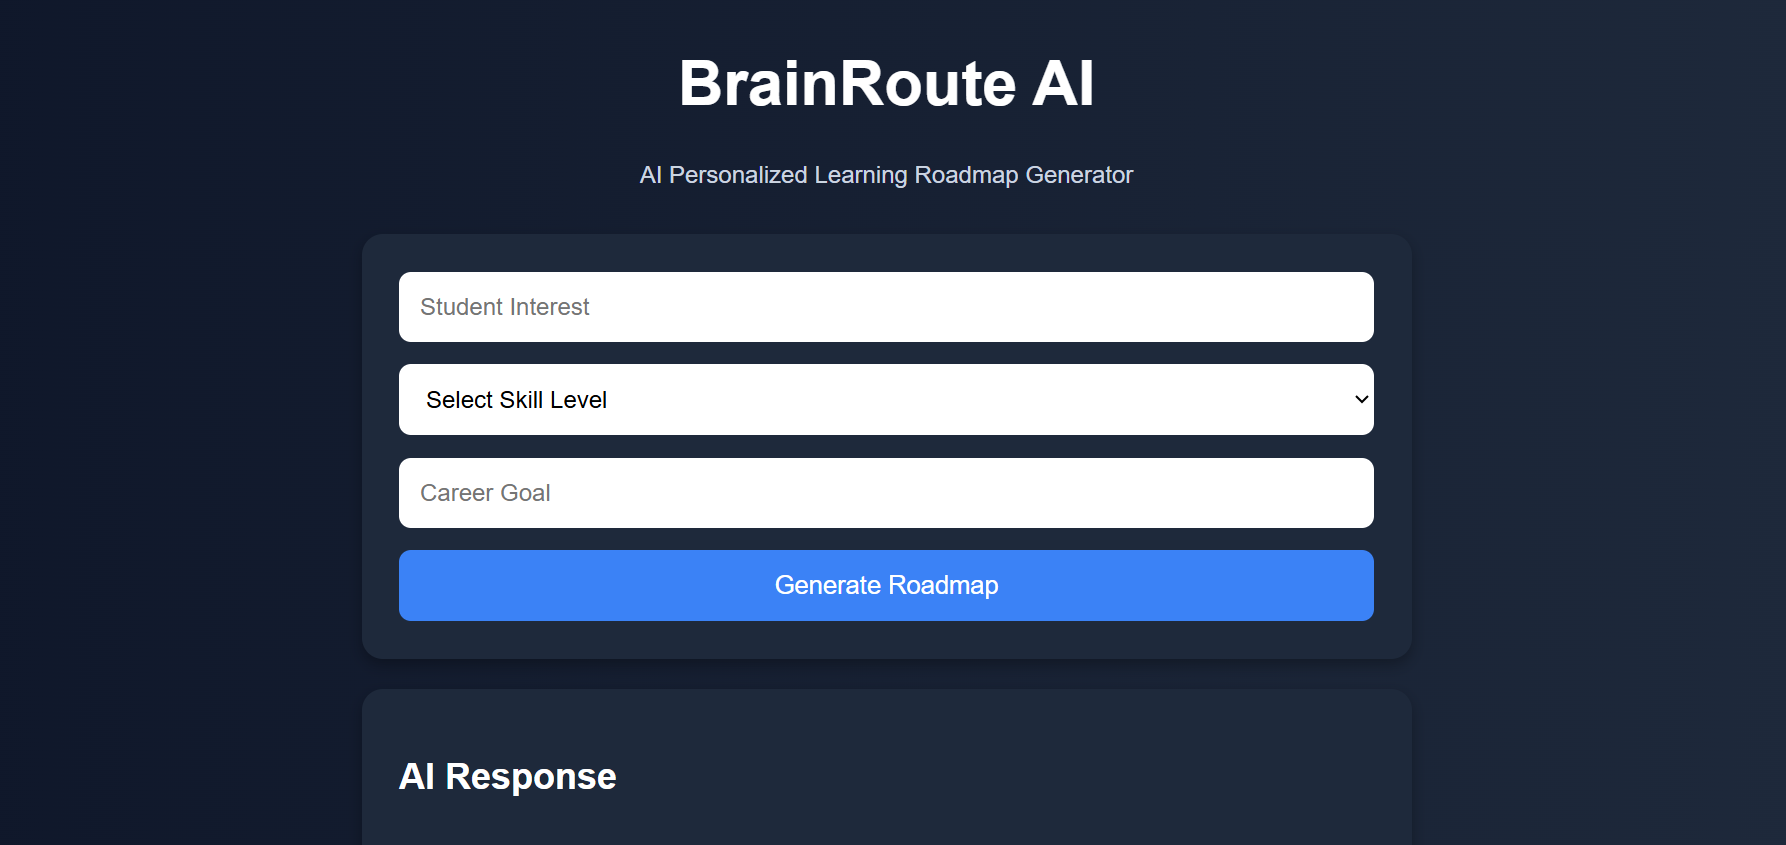 BrainRoute AI
AI Personalized Learning Roadmap Generator
Student Interest
Select Skill Level
Career Goal
Generate Roadmap
AI Response